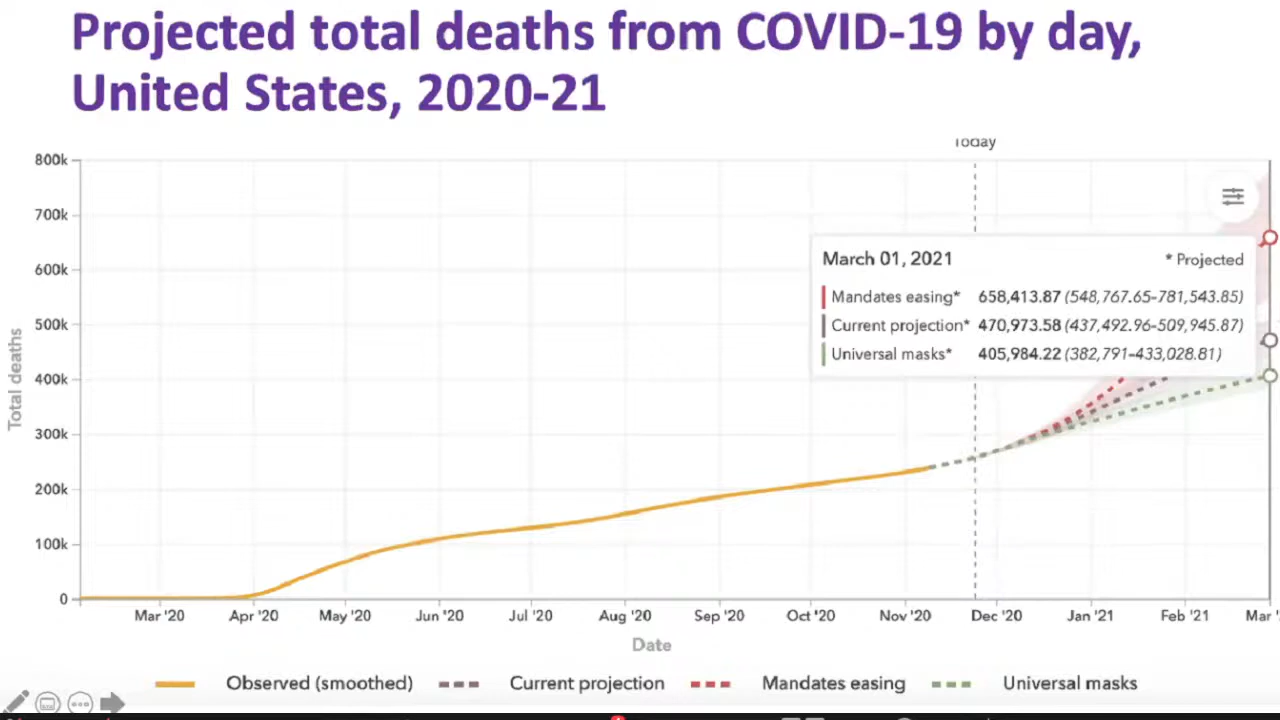 Projected total deaths from COVID-19 by day,
United States, 2020-21
Today
800k
700k
600k
500k
400k
300k
200k
100k
0
Total deaths
March 01, 2021 * Projected
Mandates easing* 658,413.87 (548,767.65-781,543.85)
Current projection* 470,973.58 (437,492.96-509,945.87)
Universal masks* 405,984.22 (382,791-433,028.81)
Mar '20 Apr '20 May '20 Jun '20 Jul '20 Aug '20 Sep '20 Oct '20 Nov '20 Dec '20 Jan '21 Feb '21 Mar '
Date
Observed (smoothed) Current projection Mandates easing Universal masks